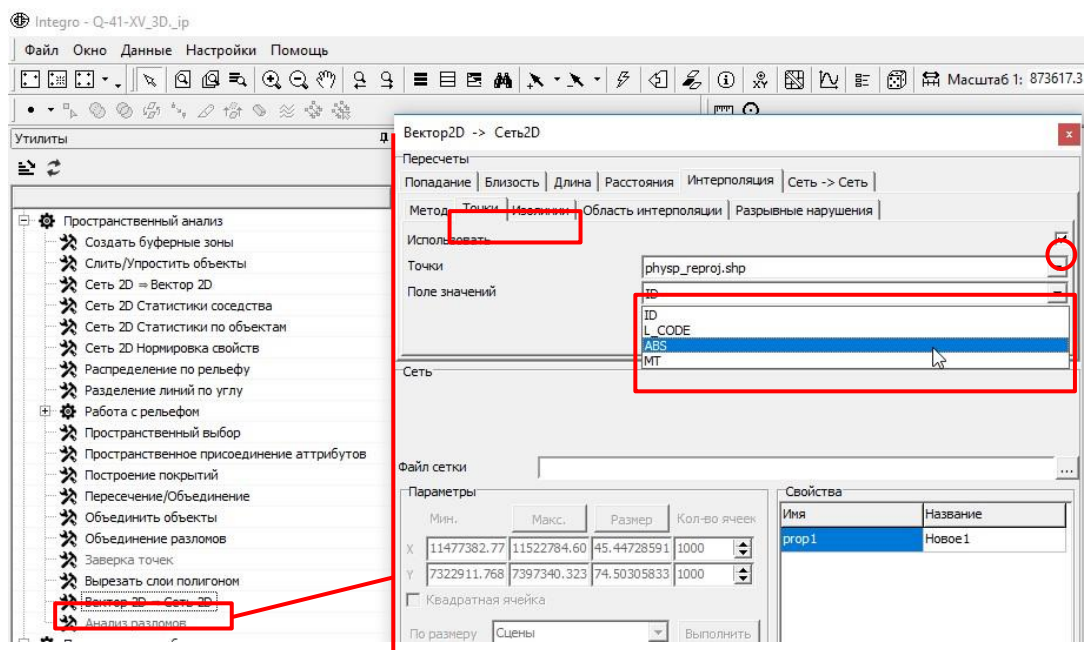 Integro - Q-41-XV_3D._ip
Файл Окно Данные Настройки Помощь
Масштаб 1: 873617.3
Утилиты
Пространственный анализ
Создать буферные зоны
Слить/Упростить объекты
Сеть 2D ⇒ Вектор 2D
Сеть 2D Статистики соседства
Сеть 2D Статистики по объектам
Сеть 2D Нормировка свойств
Распределение по рельефу
Разделение линий по углу
Работа с рельефом
Пространственный выбор
Пространственное присоединение аттрибутов
Построение покрытий
Пересечение/Объединение
Объединить объекты
Объединение разломов
Заверка точек
Вырезать слои полигоном
Вектор 2D ⇒ Сеть 2D
Анализ разломов
Вектор2D -> Сеть2D
x
Пересчеты
Попадание Близость Длина Расстояния Интерполяция Сеть -> Сеть
Метод Точки Изолинии Область интерполяции Разрывные нарушения
Использовать
Точки physp_reproj.shp
Поле значений ID
ID
L_CODE
ABS
MT
Сеть
Файл сетки ...
Параметры
Мин. Макс. Размер Кол-во ячеек
X 11477382.77 11522784.60 45.44728591 1000
Y 7322911.768 7397340.323 74.50305833 1000
Квадратная ячейка
По размеру Сцены Выполнить
Свойства
Имя Название
prop1 Новое1